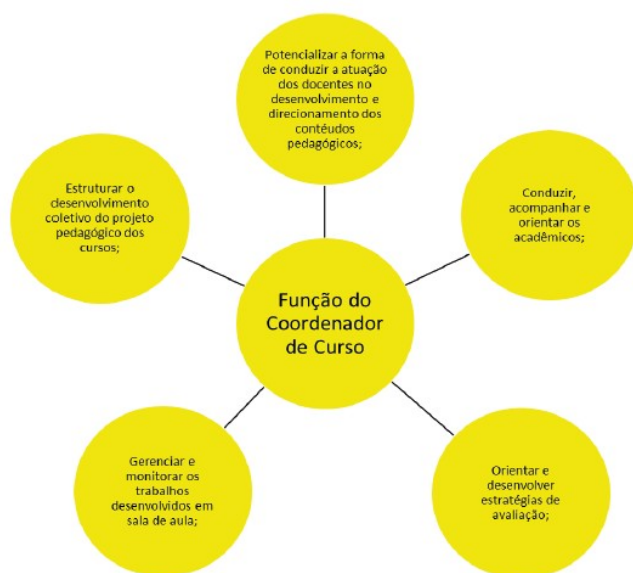 Potencializar a forma
de conduzir a atuação
dos docentes no
desenvolvimento e
direcionamento dos
contéudos pedagógicos;
Estruturar o
desenvolvimento
coletivo do projeto
pedagógico dos
cursos;
Conduzir,
acompanhar e
orientar os
acadêmicos;
Função do
Coordenador
de Curso
Gerenciar e
monitorar os
trabalhos
desenvolvidos em
sala de aula;
Orientar e
desenvolver
estratégias de
avaliação;